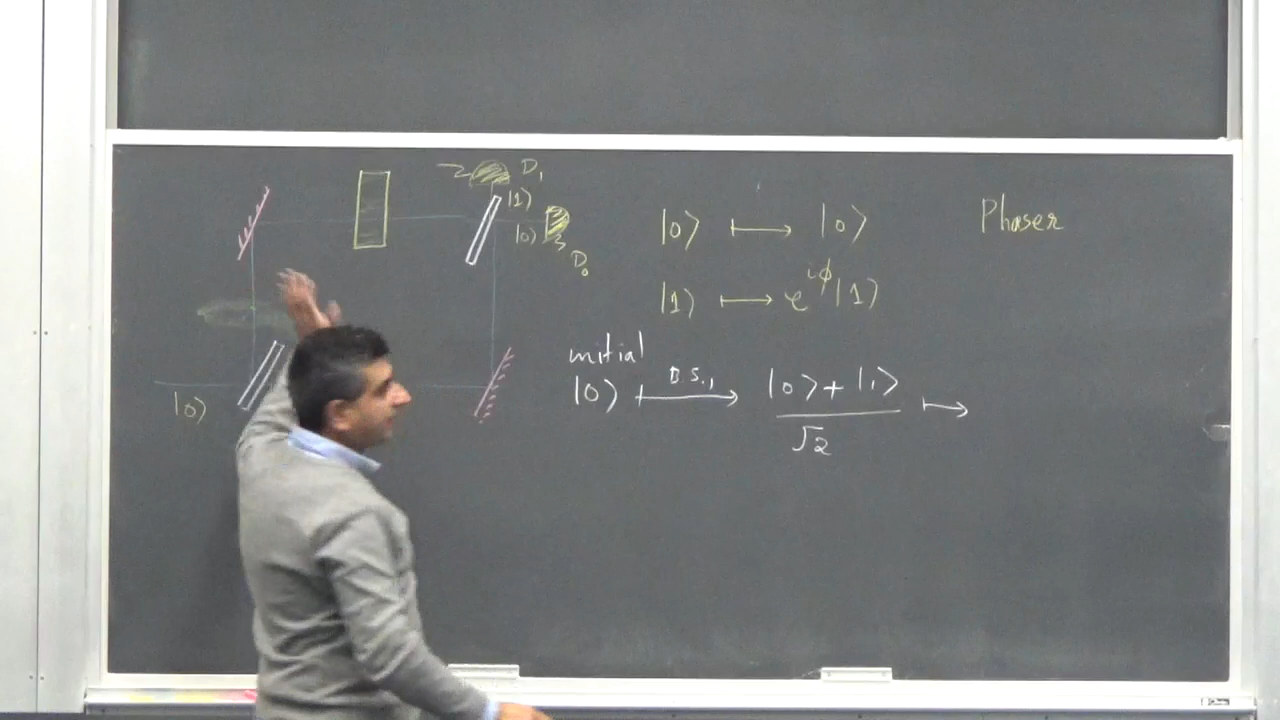 D₁
|1⟩
|0⟩
D₀
|0⟩
|0⟩ ⟼ |0⟩ Phaser
|1⟩ ⟼ e^{iφ}|1⟩
initial
|0⟩ ⟼ B.S.₁ (|0⟩+|1⟩)/√2 ⟼